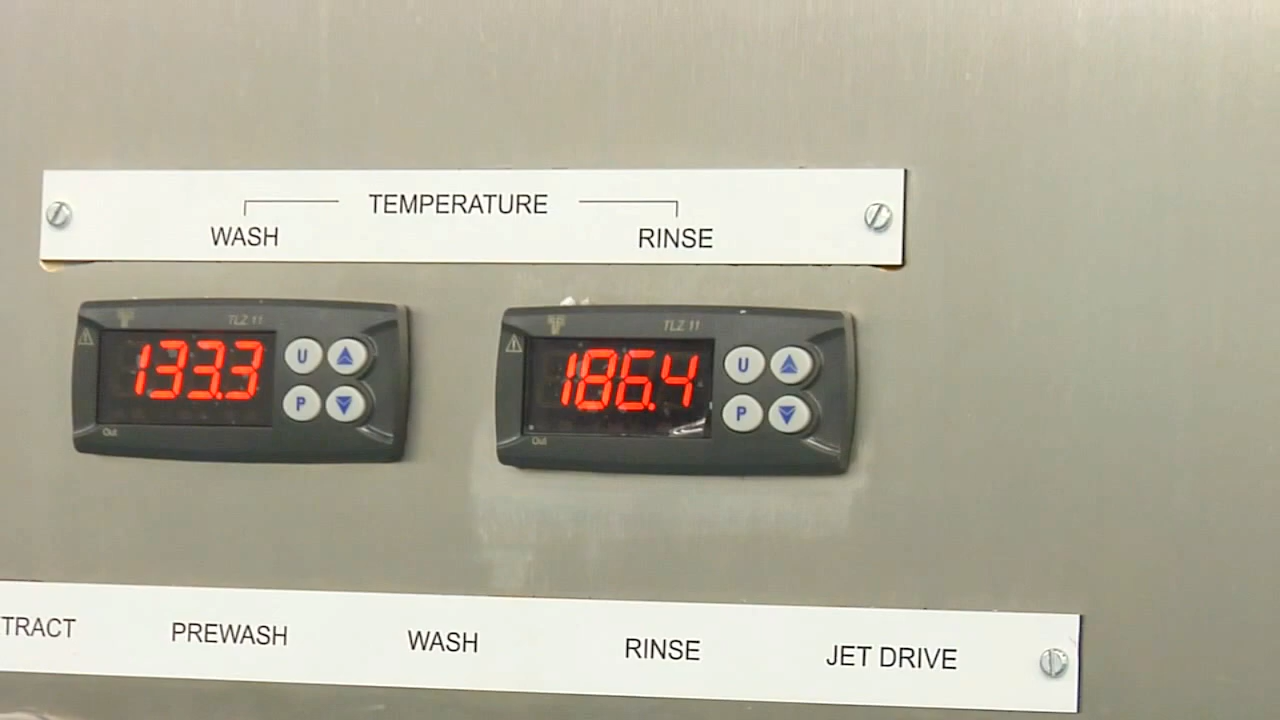 TEMPERATURE
WASH RINSE
TLZ 11 TLZ 11
133.3 U 186.4 U
P P
Out Out
TRACT PREWASH WASH RINSE JET DRIVE